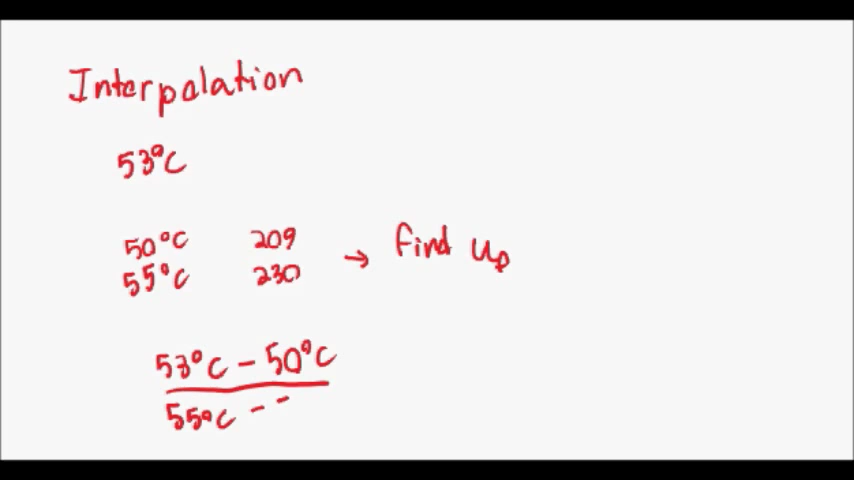 Interpolation
53°C
50°C 209
55°C 230
→ find Uf
53°C - 50°C
55°C - -